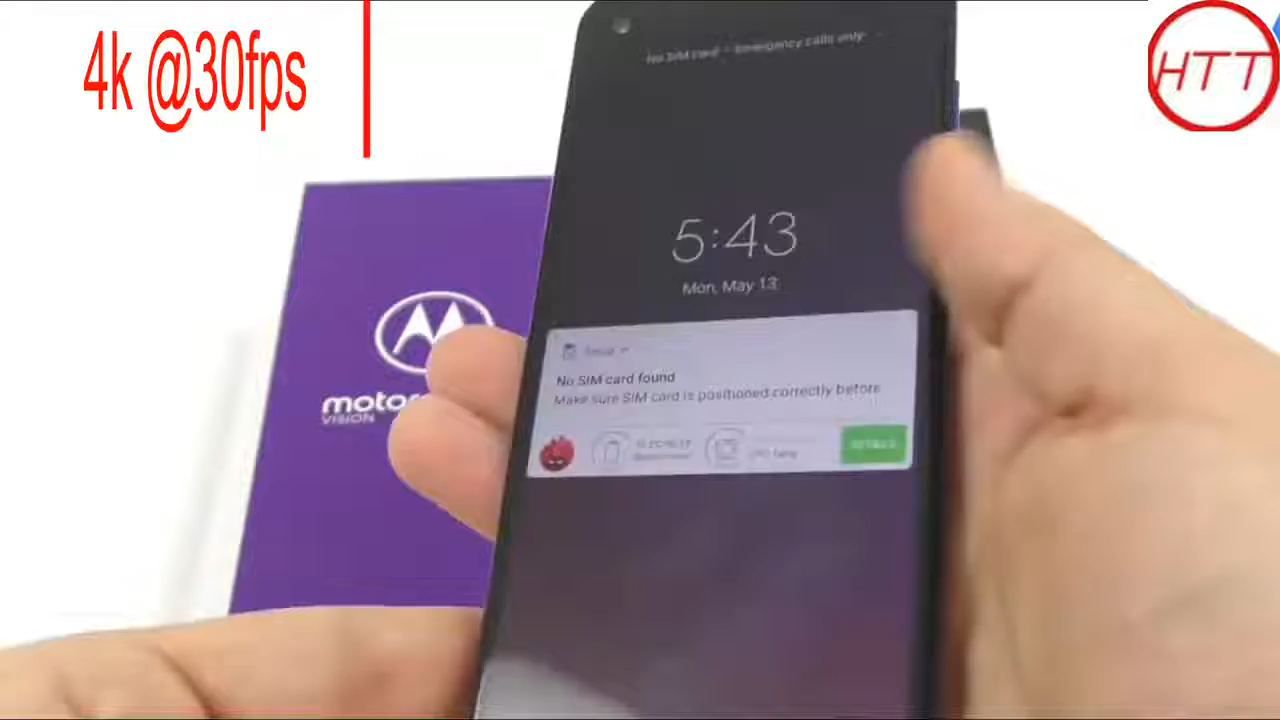 4k @30fps
HTT
No SIM card - Emergency calls only
5:43
Mon, May 13
No SIM card found
Make sure SIM card is positioned correctly before
DETAILS
VISION